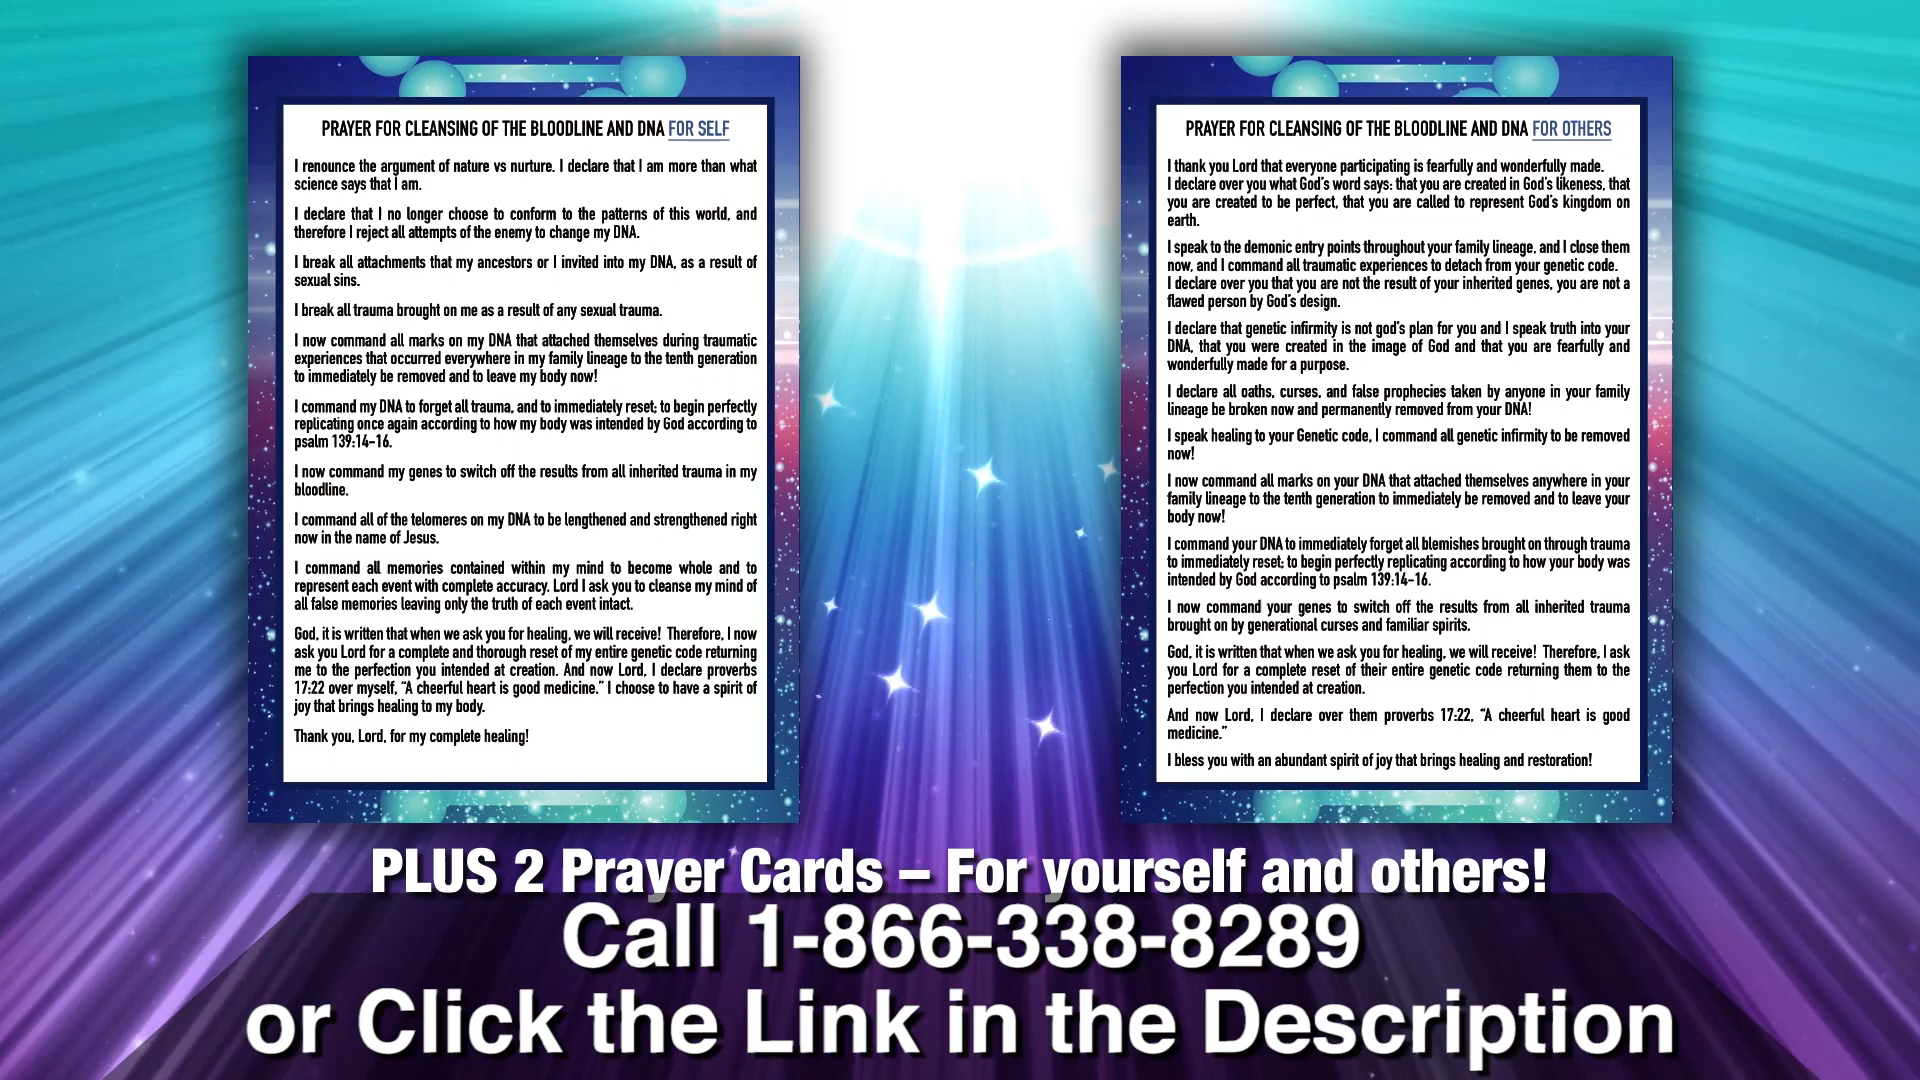 PRAYER FOR CLEANSING OF THE BLOODLINE AND DNA FOR SELF
I renounce the argument of nature vs nurture. I declare that I am more than what
science says that I am.
I declare that I no longer choose to conform to the patterns of this world, and
therefore I reject all attempts of the enemy to change my DNA.
I break all attachments that my ancestors or I invited into my DNA, as a result of
sexual sins.
I break all trauma brought on me as a result of any sexual trauma.
I now command all marks on my DNA that attached themselves during traumatic
experiences that occurred everywhere in my family lineage to the tenth generation
to immediately be removed and to leave my body now!
I command my DNA to forget all trauma, and to immediately reset; to begin perfectly
replicating once again according to how my body was intended by God according to
psalm 139:14-16.
I now command my genes to switch off the results from all inherited trauma in my
bloodline.
I command all of the telomeres on my DNA to be lengthened and strengthened right
now in the name of Jesus.
I command all memories contained within my mind to become whole and to
represent each event with complete accuracy. Lord I ask you to cleanse my mind of
all false memories leaving only the truth of each event intact.
God, it is written that when we ask you for healing, we will receive! Therefore, I now
ask you Lord for a complete and thorough reset of my entire genetic code returning
me to the perfection you intended at creation. And now Lord, I declare proverbs
17:22 over myself, “A cheerful heart is good medicine.” I choose to have a spirit of
joy that brings healing to my body.
Thank you, Lord, for my complete healing!
PRAYER FOR CLEANSING OF THE BLOODLINE AND DNA FOR OTHERS
I thank you Lord that everyone participating is fearfully and wonderfully made.
I declare over you what God’s word says: that you are created in God’s likeness, that
you are created to be perfect, that you are called to represent God’s kingdom on
earth.
I speak to the demonic entry points throughout your family lineage, and I close them
now, and I command all traumatic experiences to detach from your genetic code.
I declare over you that you are not the result of your inherited genes, you are not a
flawed person by God’s design.
I declare that genetic infirmity is not god’s plan for you and I speak truth into your
DNA, that you were created in the image of God and that you are fearfully and
wonderfully made for a purpose.
I declare all oaths, curses, and false prophecies taken by anyone in your family
lineage be broken now and permanently removed from your DNA!
I speak healing to your Genetic code, I command all genetic infirmity to be removed
now!
I now command all marks on your DNA that attached themselves anywhere in your
family lineage to the tenth generation to immediately be removed and to leave your
body now!
I command your DNA to immediately forget all blemishes brought on through trauma
to immediately reset; to begin perfectly replicating according to how your body was
intended by God according to psalm 139:14-16.
I now command your genes to switch off the results from all inherited trauma
brought on by generational curses and familiar spirits.
God, it is written that when we ask you for healing, we will receive! Therefore, I ask
you Lord for a complete reset of their entire genetic code returning them to the
perfection you intended at creation.
And now Lord, I declare over them proverbs 17:22, “A cheerful heart is good
medicine.”
I bless you with an abundant spirit of joy that brings healing and restoration!
PLUS 2 Prayer Cards – For yourself and others!
Call 1-866-338-8289
or Click the Link in the Description